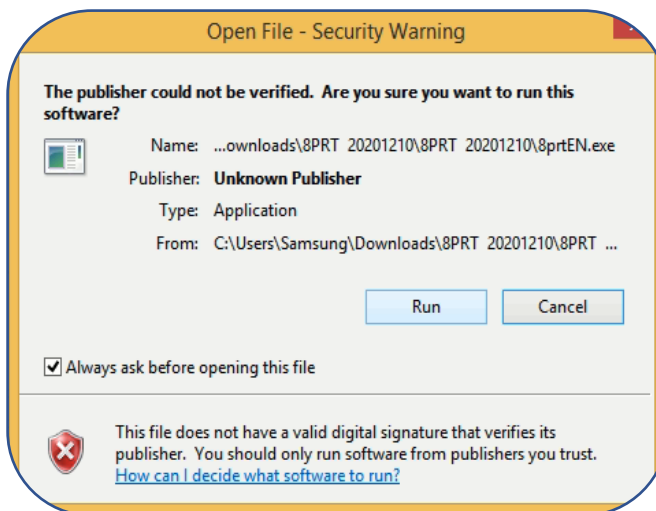 Open File - Security Warning
The publisher could not be verified. Are you sure you want to run this
software?
Name: ...ownloads\8PRT 20201210\8PRT 20201210\8prtEN.exe
Publisher: Unknown Publisher
Type: Application
From: C:\Users\Samsung\Downloads\8PRT 20201210\8PRT ...
Run Cancel
Always ask before opening this file
This file does not have a valid digital signature that verifies its
publisher. You should only run software from publishers you trust.
How can I decide what software to run?